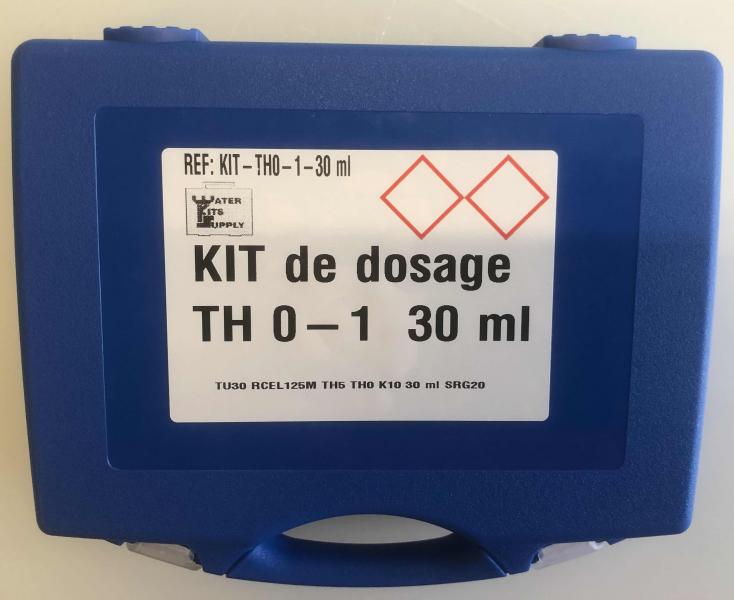 REF: KIT-TH0-1-30 ml
WATER
KITS
SUPPLY
KIT de dosage
TH 0-1 30 ml
TU30 RCEL125M TH5 TH0 K10 30 ml SRG20